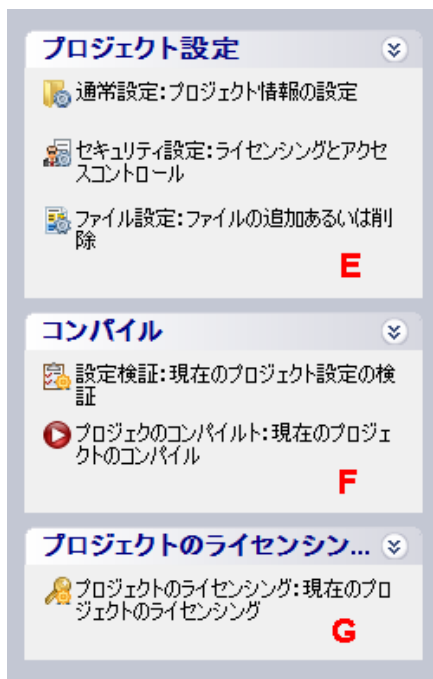 プロジェクト設定
通常設定:プロジェクト情報の設定
セキュリティ設定:ライセンシングとアクセ
スコントロール
ファイル設定:ファイルの追加あるいは削
除
E
コンパイル
設定検証:現在のプロジェクト設定の検
証
プロジェクのコンパイルト:現在のプロジェ
クトのコンパイル
F
プロジェクトのライセンシン...
プロジェクトのライセンシング:現在のプロ
ジェクトのライセンシング
G